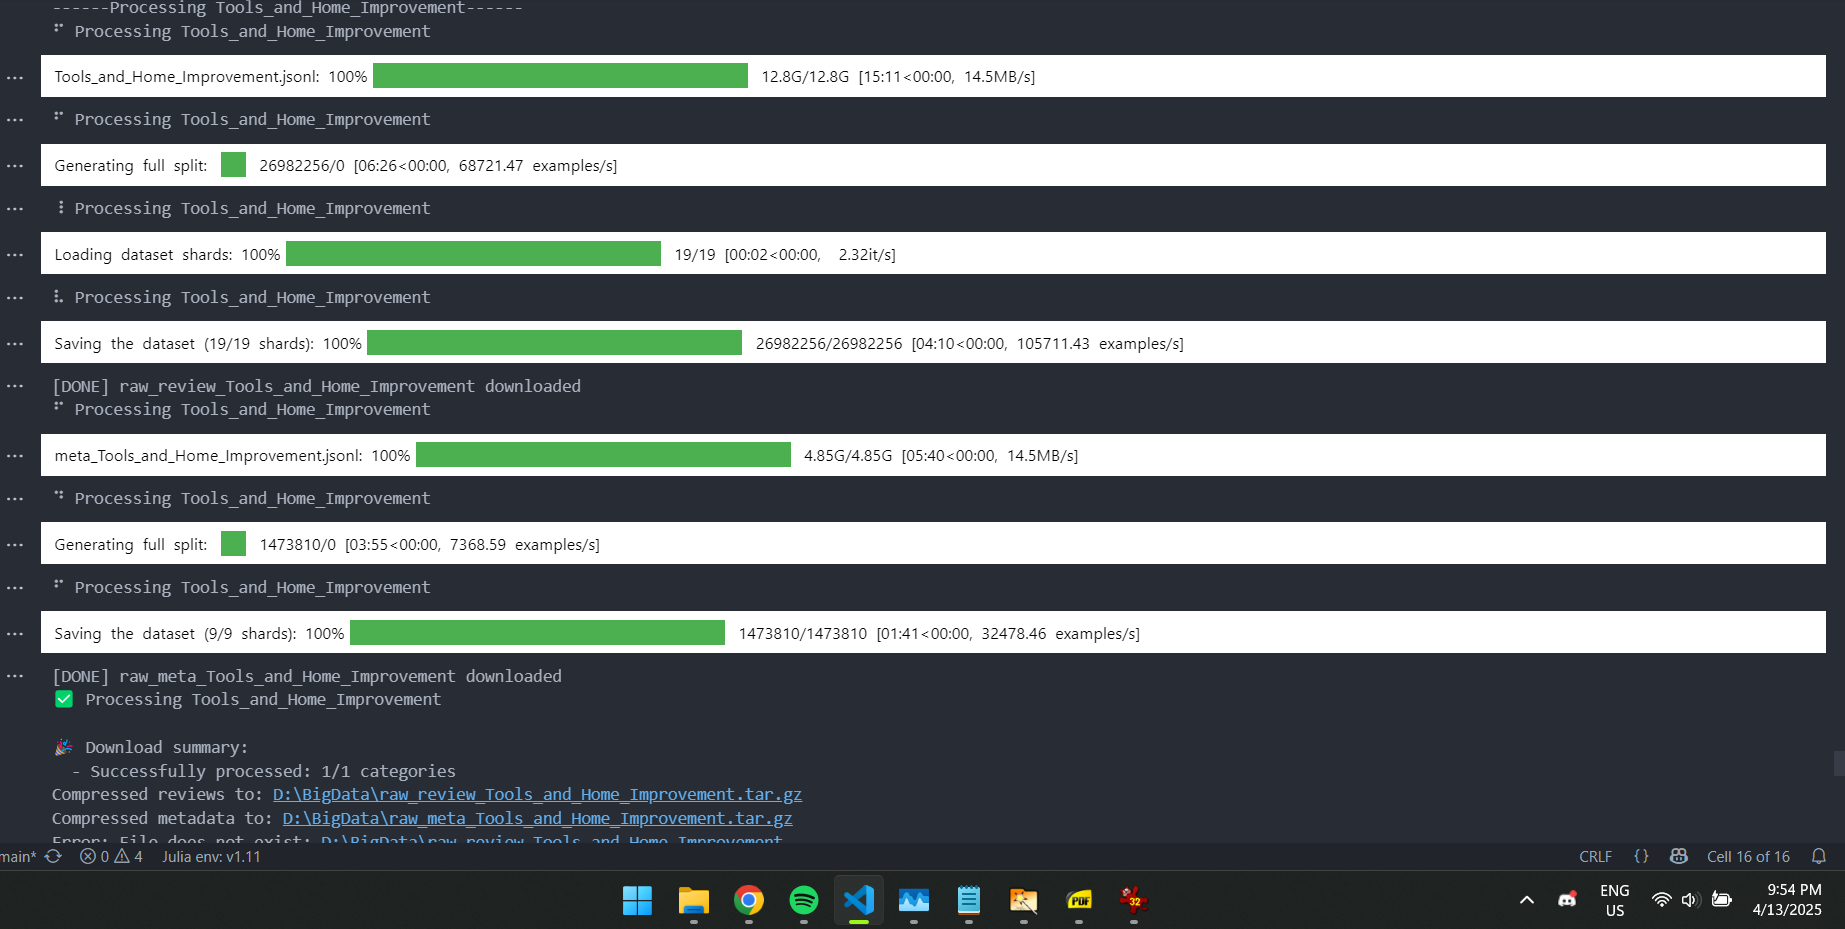 ------Processing Tools_and_Home_Improvement------
Processing Tools_and_Home_Improvement
Tools_and_Home_Improvement.jsonl: 100% 12.8G/12.8G [15:11<00:00, 14.5MB/s]
Processing Tools_and_Home_Improvement
Generating full split: 26982256/0 [06:26<00:00, 68721.47 examples/s]
Processing Tools_and_Home_Improvement
Loading dataset shards: 100% 19/19 [00:02<00:00, 2.32it/s]
Processing Tools_and_Home_Improvement
Saving the dataset (19/19 shards): 100% 26982256/26982256 [04:10<00:00, 105711.43 examples/s]
[DONE] raw_review_Tools_and_Home_Improvement downloaded
Processing Tools_and_Home_Improvement
meta_Tools_and_Home_Improvement.jsonl: 100% 4.85G/4.85G [05:40<00:00, 14.5MB/s]
Processing Tools_and_Home_Improvement
Generating full split: 1473810/0 [03:55<00:00, 7368.59 examples/s]
Processing Tools_and_Home_Improvement
Saving the dataset (9/9 shards): 100% 1473810/1473810 [01:41<00:00, 32478.46 examples/s]
[DONE] raw_meta_Tools_and_Home_Improvement downloaded
✅ Processing Tools_and_Home_Improvement
🎉 Download summary:
- Successfully processed: 1/1 categories
Compressed reviews to: D:\BigData\raw_review_Tools_and_Home_Improvement.tar.gz
Compressed metadata to: D:\BigData\raw_meta_Tools_and_Home_Improvement.tar.gz
Error: File does not exist: D:\BigData\raw_review_Tools_and_Home_Improvement
main* 0 4 Julia env: v1.11 CRLF {} Cell 16 of 16
PDF 32 ENG US 9:54 PM
4/13/2025